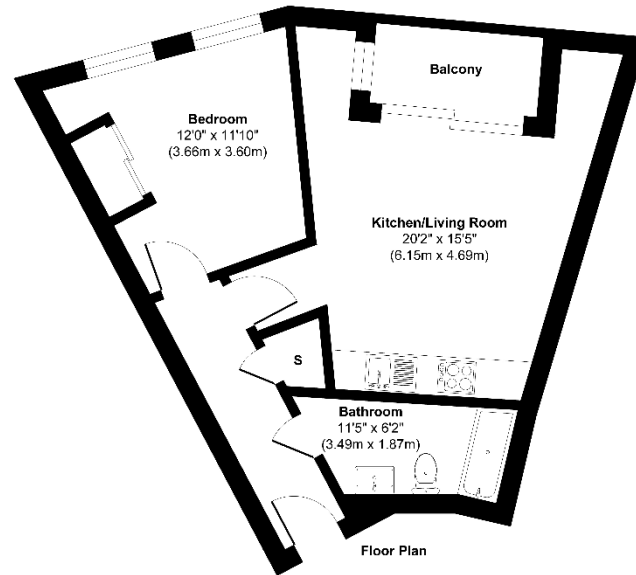 Balcony
Bedroom
12'0" x 11'10"
(3.66m x 3.60m)
Kitchen/Living Room
20'2" x 15'5"
(6.15m x 4.69m)
S
Bathroom
11'5" x 6'2"
(3.49m x 1.87m)
Floor Plan